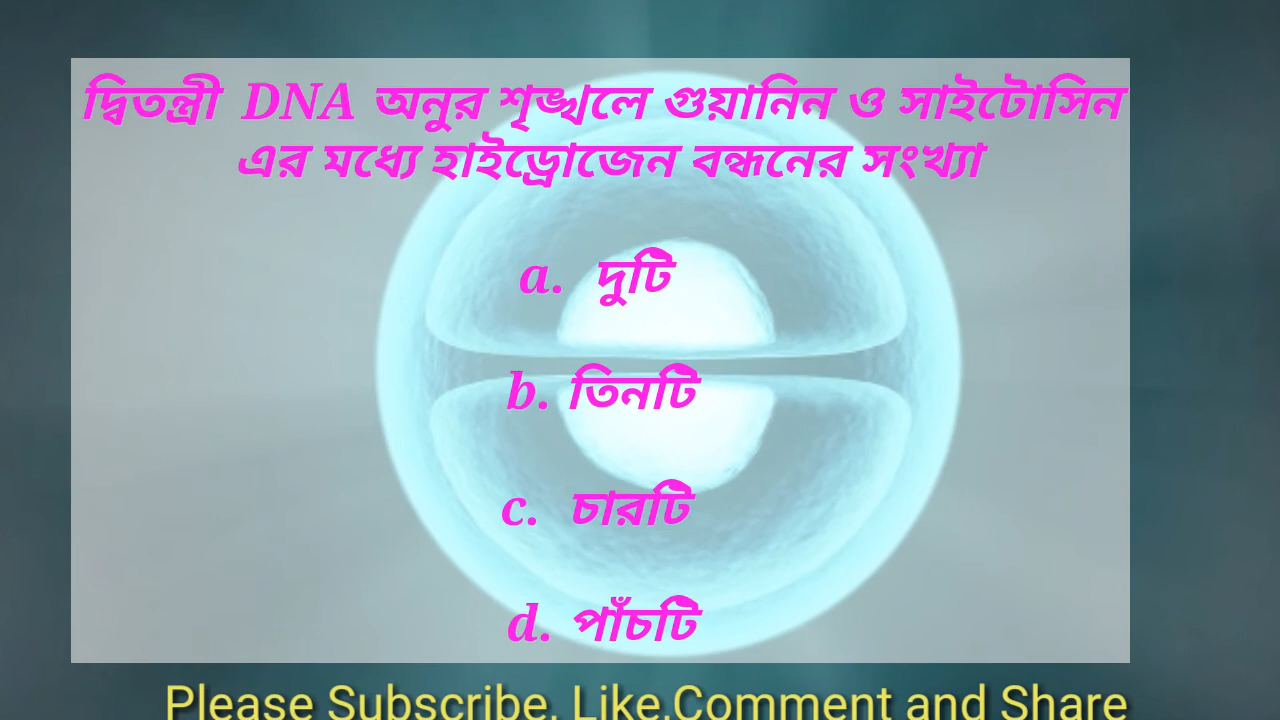 দ্বিতন্ত্রী DNA অনুর শৃঙ্খলে গুয়ানিন ও সাইটোসিন
এর মধ্যে হাইড্রোজেন বন্ধনের সংখ্যা
a. দুটি
b. তিনটি
c. চারটি
d. পাঁচটি
Please Subscribe, Like,Comment and Share